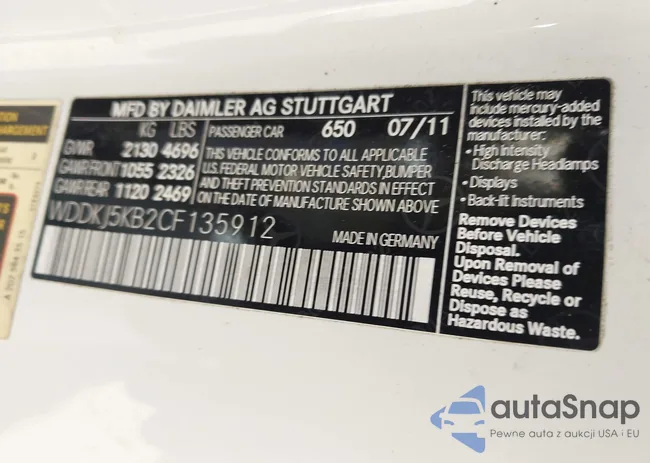 MFD BY DAIMLER AG STUTTGART
KG LBS
GVWR 2130 4696
GAWR FRONT 1055 2326
GAWR REAR 1120 2469
PASSENGER CAR 650 07/11
THIS VEHICLE CONFORMS TO ALL APPLICABLE
U.S. FEDERAL MOTOR VEHICLE SAFETY, BUMPER
AND THEFT PREVENTION STANDARDS IN EFFECT
ON THE DATE OF MANUFACTURE SHOWN ABOVE.
WDDKJ5KB2CF135912
MADE IN GERMANY
This vehicle may
include mercury-added
devices installed by the
manufacturer:
• High Intensity
Discharge Headlamps
• Displays
• Back-fit Instruments
Remove Devices
Before Vehicle
Disposal.
Upon Removal of
Devices Please
Reuse, Recycle or
Dispose as
Hazardous Waste.
autaSnap
Pewne auta z aukcji USA i EU